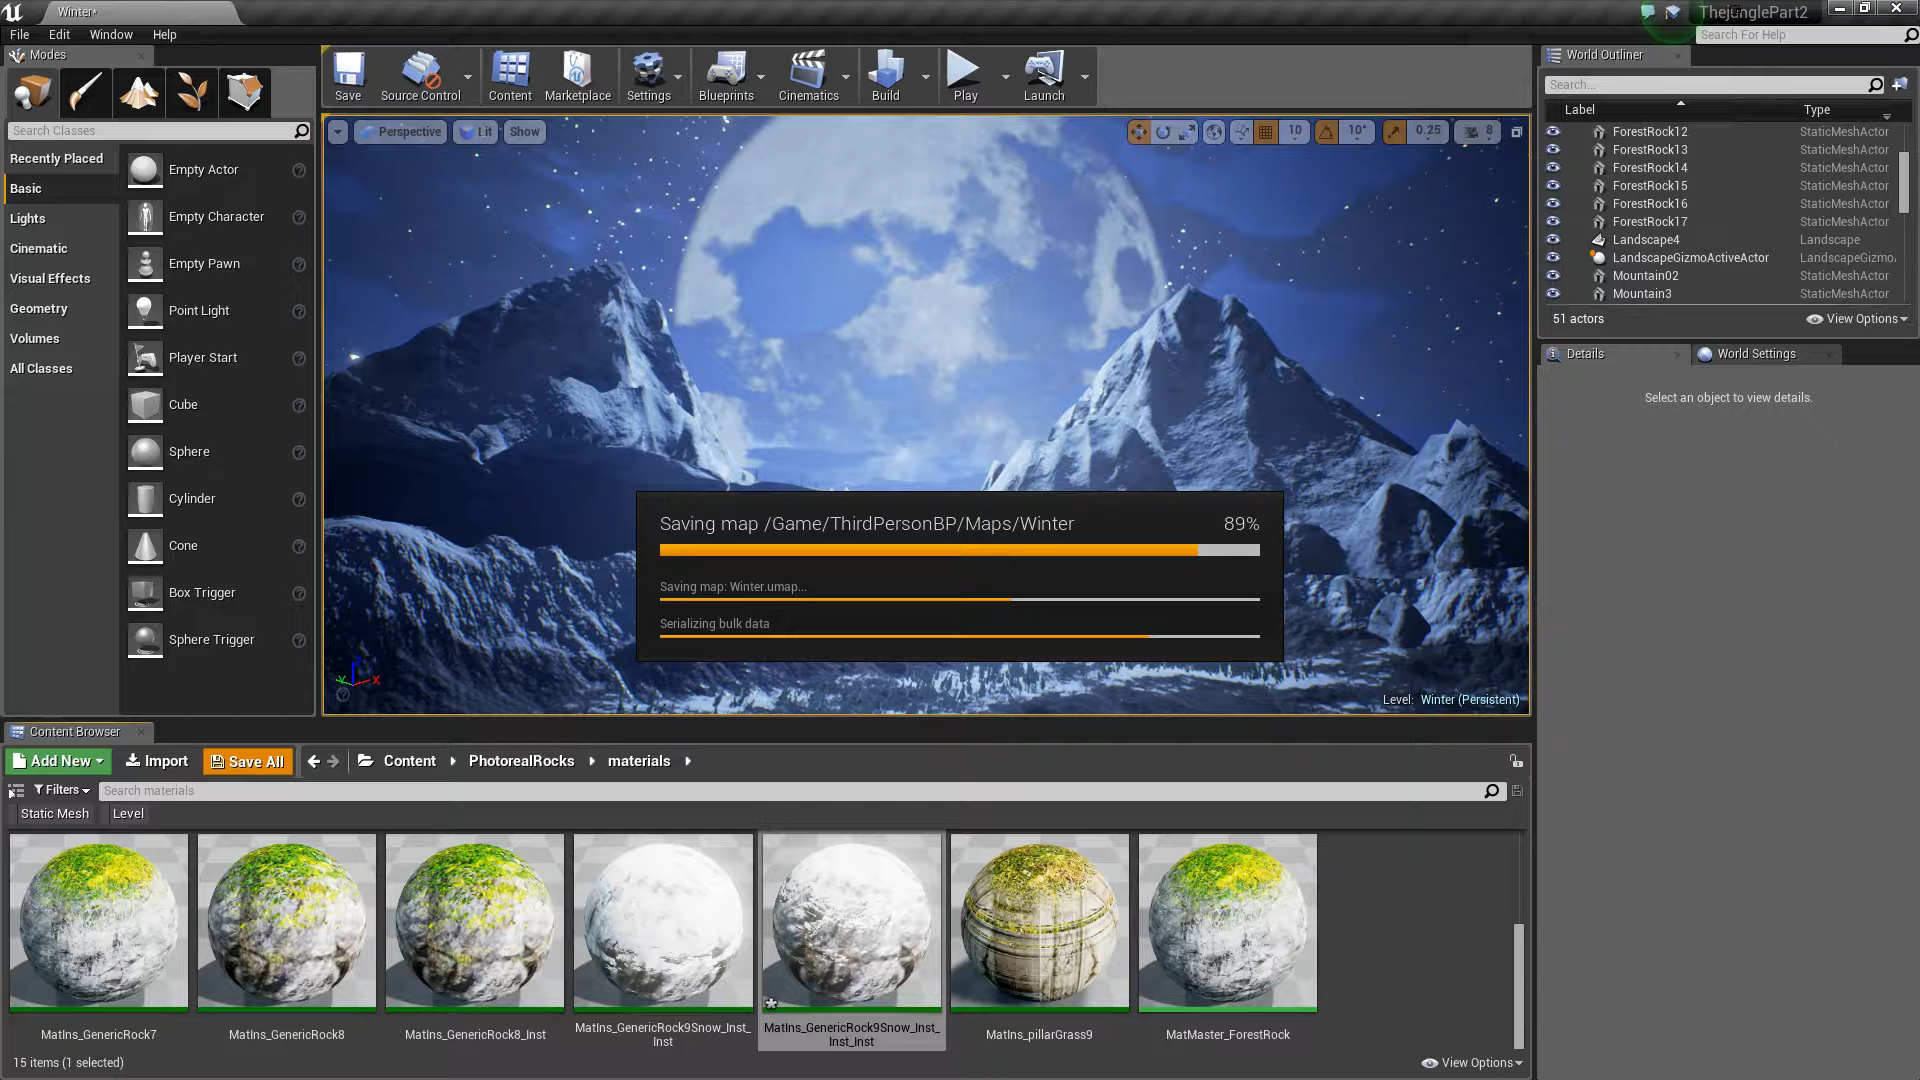 Winter•
ThejunglePart2
File Edit Window Help
Search For Help
Modes
Save
Source Control
Content
Marketplace
Settings
Blueprints
Cinematics
Build
Play
Launch
World Outliner
Search...
Label Type
Search Classes
Perspective Lit Show
10 10° 0.25 8
Recently Placed
Basic
Lights
Cinematic
Visual Effects
Geometry
Volumes
All Classes
Empty Actor
Empty Character
Empty Pawn
Point Light
Player Start
Cube
Sphere
Cylinder
Cone
Box Trigger
Sphere Trigger
ForestRock12 StaticMeshActor
ForestRock13 StaticMeshActor
ForestRock14 StaticMeshActor
ForestRock15 StaticMeshActor
ForestRock16 StaticMeshActor
ForestRock17 StaticMeshActor
Landscape4 Landscape
LandscapeGizmoActiveActor LandscapeGizmo
Mountain02 StaticMeshActor
Mountain3 StaticMeshActor
51 actors View Options
Details World Settings
Select an object to view details.
Saving map /Game/ThirdPersonBP/Maps/Winter 89%
Saving map: Winter.umap...
Serializing bulk data
X
Level: Winter (Persistent)
Content Browser
Add New Import Save All Content PhotorealRocks materials
Filters Search materials
Static Mesh Level
MatIns_GenericRock7
MatIns_GenericRock8
MatIns_GenericRock8_Inst
MatIns_GenericRock9Snow_Inst_
Inst
MatIns_GenericRock9Snow_Inst_
Inst_Inst
MatIns_pillarGrass9
MatMaster_ForestRock
15 items (1 selected)
View Options